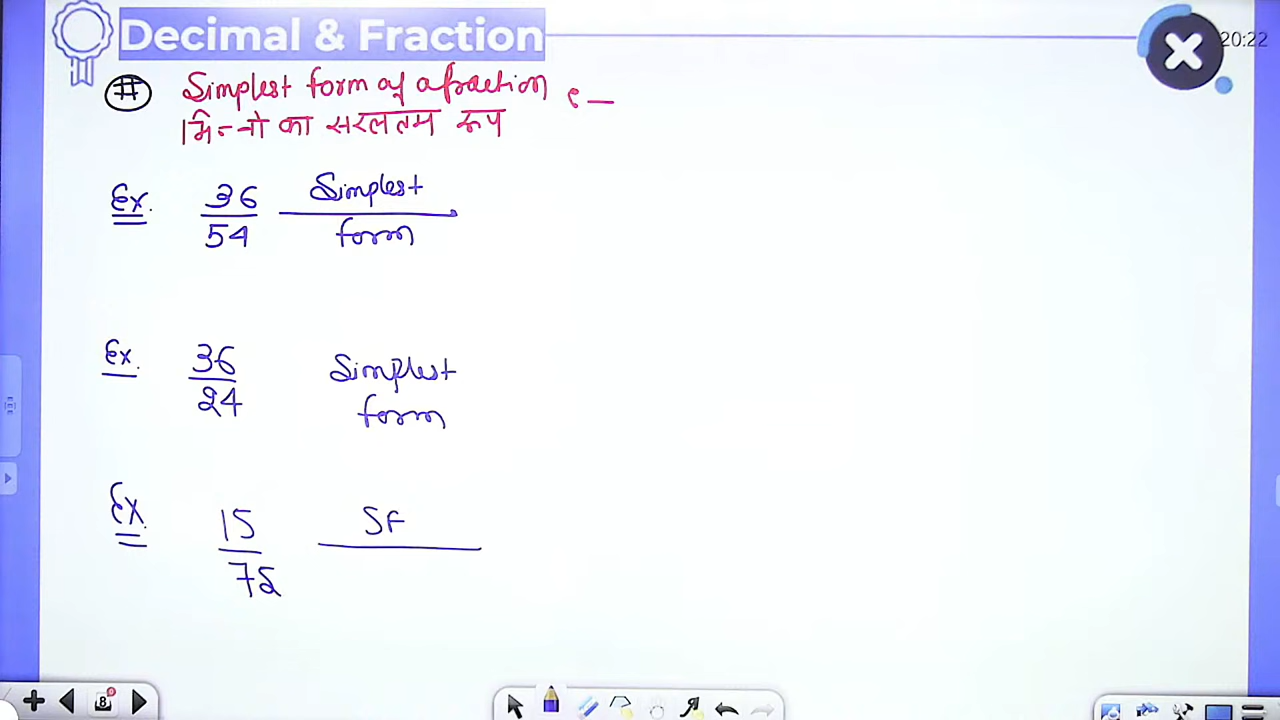 Decimal & Fraction
20:22
# Simplest form of a fraction :—
भिन्नो का सरलतम रूप
Ex. 36/54 Simplest form
Ex. 36/24 Simplest form
Ex. 15/72 SF
8